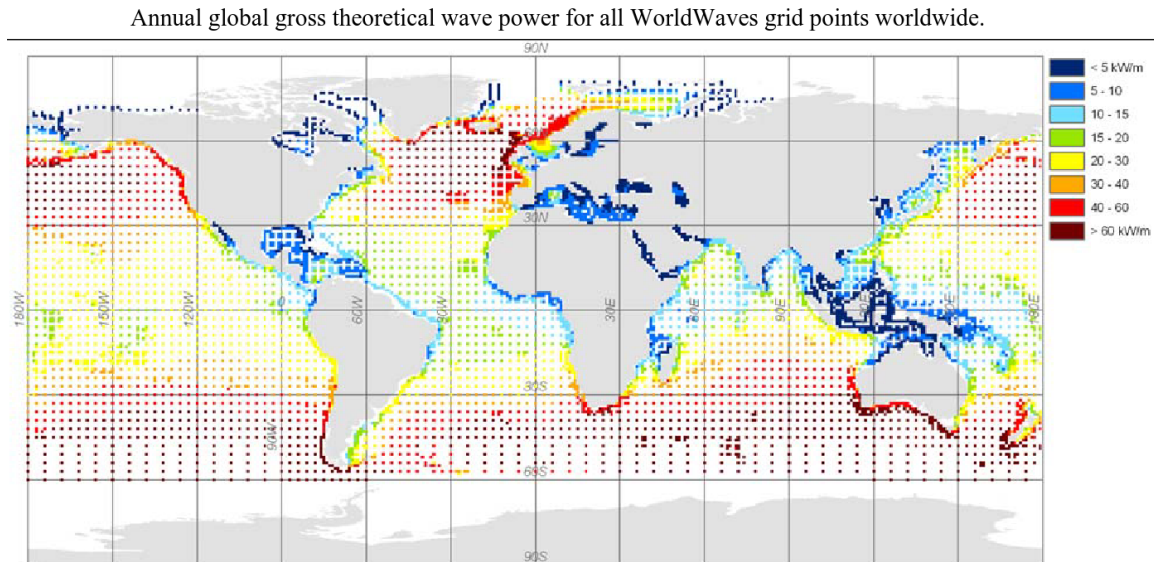 Annual global gross theoretical wave power for all WorldWaves grid points worldwide.
90N
< 5 kW/m
5 - 10
10 - 15
15 - 20
20 - 30
30 - 40
40 - 60
> 60 kW/m
30N
180W
150W
120W
60W
30E
60E
90E
30S
90W
60S
90S